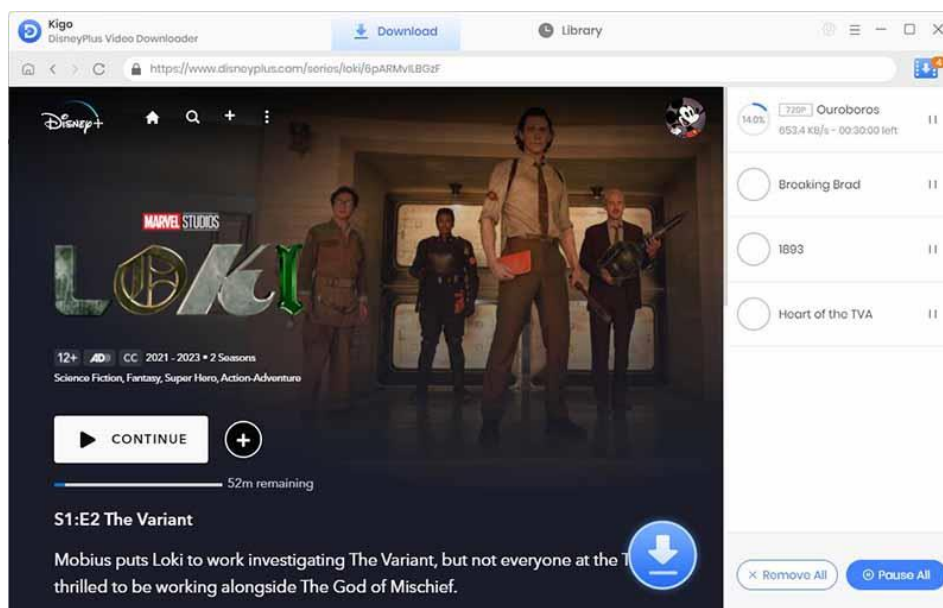 Kigo
DisneyPlus Video Downloader
Download
Library
https://www.disneyplus.com/series/loki/6pARMvILBGzF
4
Disney+
MARVEL STUDIOS
LOKI
12+ AD CC 2021 - 2023 • 2 Seasons
Science Fiction, Fantasy, Super Hero, Action-Adventure
CONTINUE
52m remaining
S1:E2 The Variant
Mobius puts Loki to work investigating The Variant, but not everyone at the T
thrilled to be working alongside The God of Mischief.
14.0% 720P Ouroboros
653.4 KB/s - 00:30:00 left
Breaking Brad
1893
Heart of the TVA
Remove All
Pause All